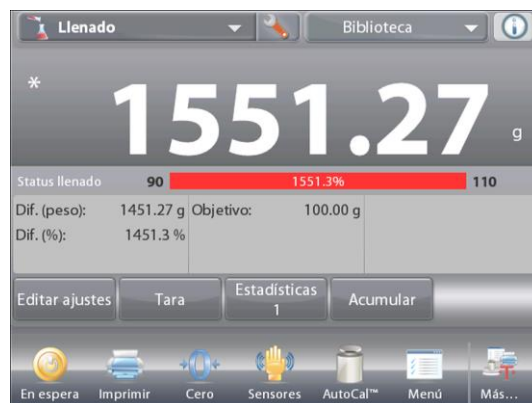 Llenado
Biblioteca
* 1551.27 g
Status llenado 90 1551.3% 110
Dif. (peso): 1451.27 g Objetivo: 100.00 g
Dif. (%): 1451.3 %
Editar ajustes
Tara
Estadísticas
1
Acumular
En espera Imprimir Cero Sensores AutoCal™ Menú Más...